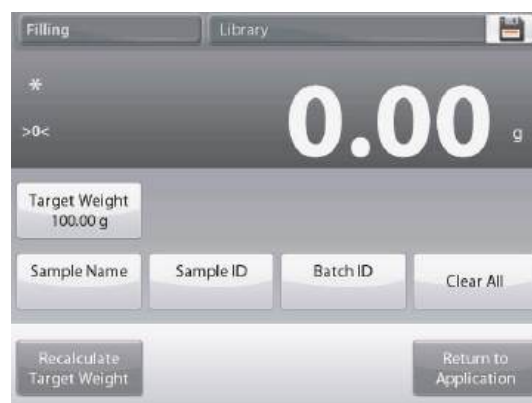 Filling
Library
*
>0<
0.00 g
Target Weight
100.00 g
Sample Name
Sample ID
Batch ID
Clear All
Recalculate
Target Weight
Return to
Application